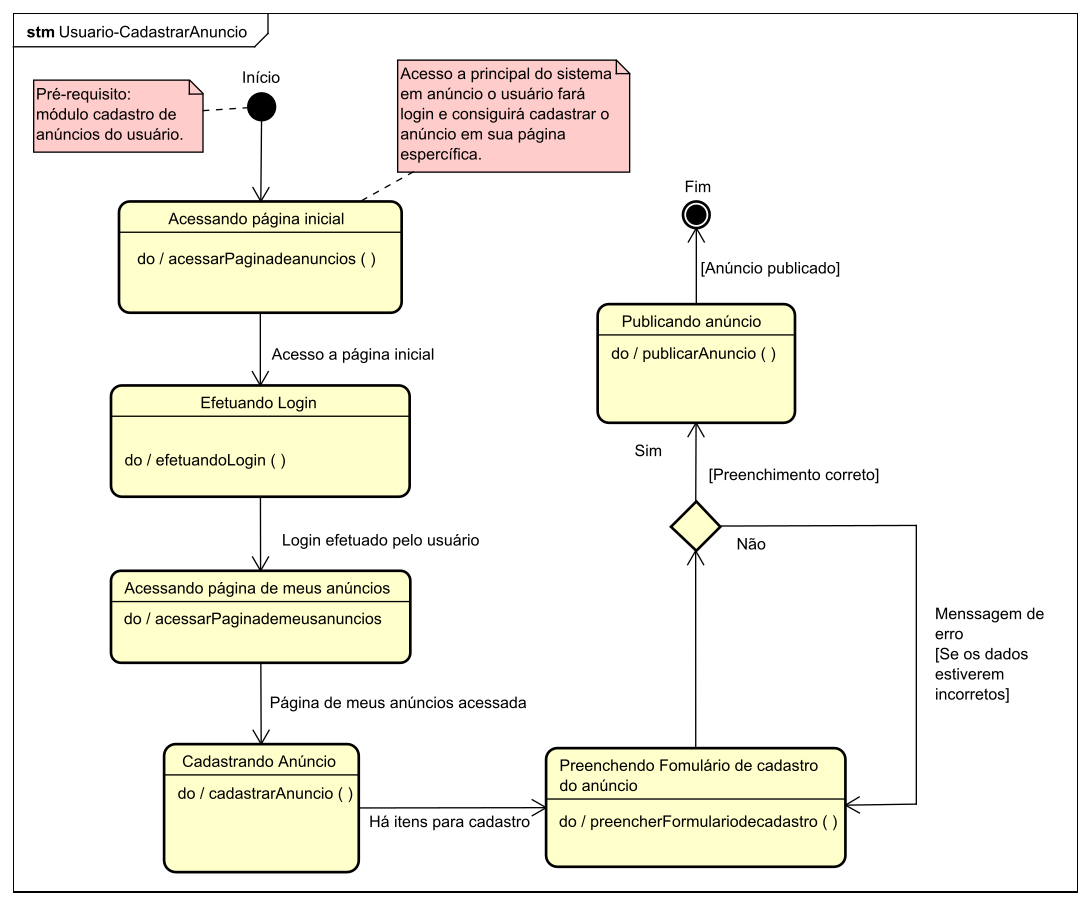 stm Usuario-CadastrarAnuncio
Início
Pré-requisito:
módulo cadastro de
anúncios do usuário.
Acesso a principal do sistema
em anúncio o usuário fará
login e consiguirá cadastrar o
anúncio em sua página
espercífica.
Acessando página inicial
do / acessarPaginadeanuncios ( )
Acesso a página inicial
Efetuando Login
do / efetuandoLogin ( )
Login efetuado pelo usuário
Acessando página de meus anúncios
do / acessarPaginademeusanuncios
Página de meus anúncios acessada
Cadastrando Anúncio
do / cadastrarAnuncio ( )
Há itens para cadastro
Preenchendo Fomulário de cadastro
do anúncio
do / preencherFormulariodecadastro ( )
Menssagem de
erro
[Se os dados
estiverem
incorretos]
Não
Sim
[Preenchimento correto]
Publicando anúncio
do / publicarAnuncio ( )
[Anúncio publicado]
Fim